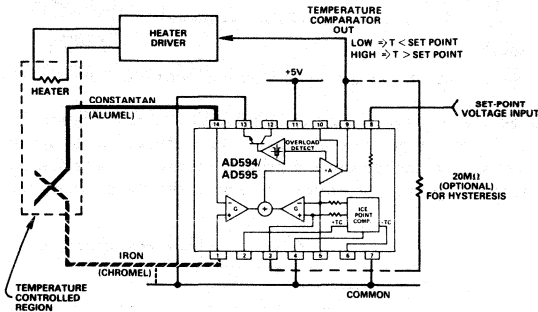 TEMPERATURE
COMPARATOR
OUT
LOW => T < SET POINT
HIGH => T > SET POINT
HEATER
DRIVER
+5V
HEATER
CONSTANTAN
(ALUMEL)
SET-POINT
VOLTAGE INPUT
14 13 12 11 10 9 8
OVERLOAD
DETECT
AD594/
AD595
-A
G
+
G
ICE
POINT
COMP.
-TC
+TC
20MΩ
(OPTIONAL)
FOR HYSTERESIS
IRON
(CHROMEL)
1 2 3 4 5 6 7
COMMON
TEMPERATURE
CONTROLLED
REGION